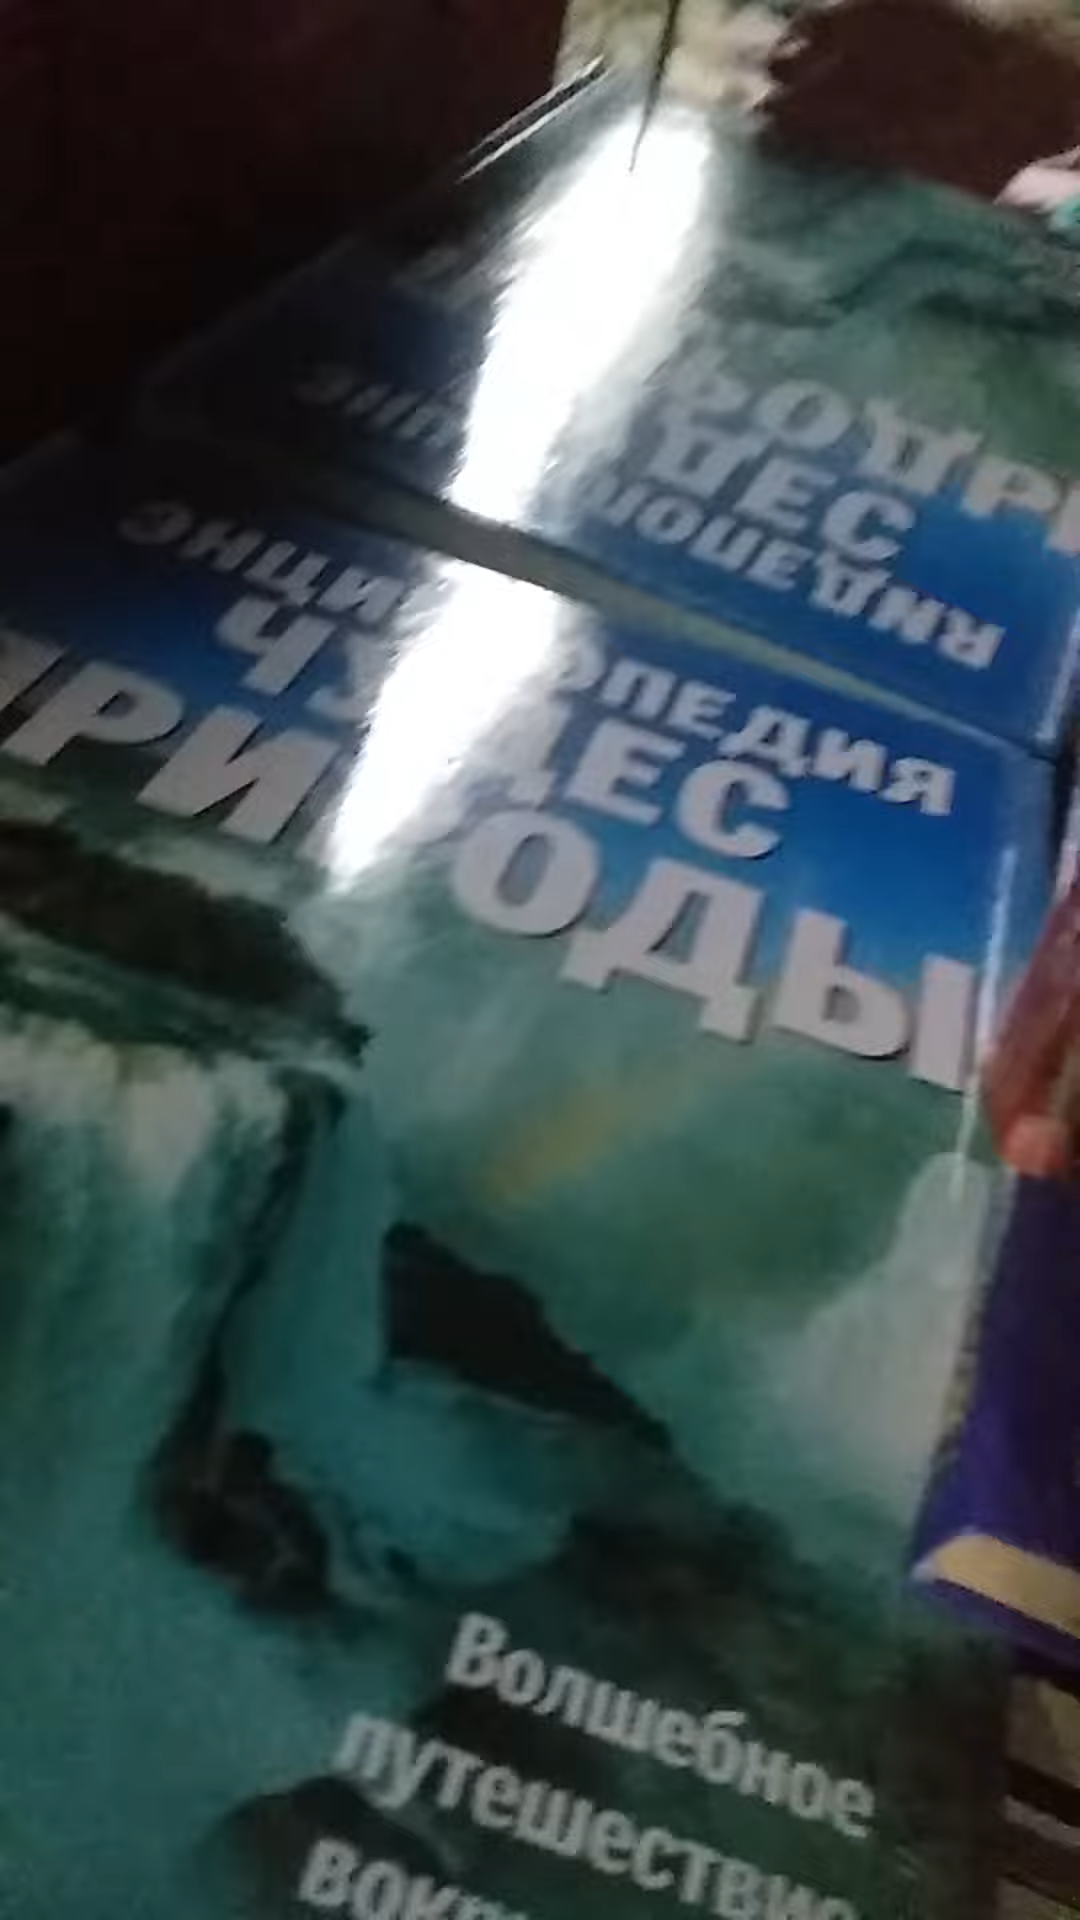 ЭНЦИКЛОПЕДИЯ
ЧУДЕС
ПРИРОДЫ
Волшебное
путешествие